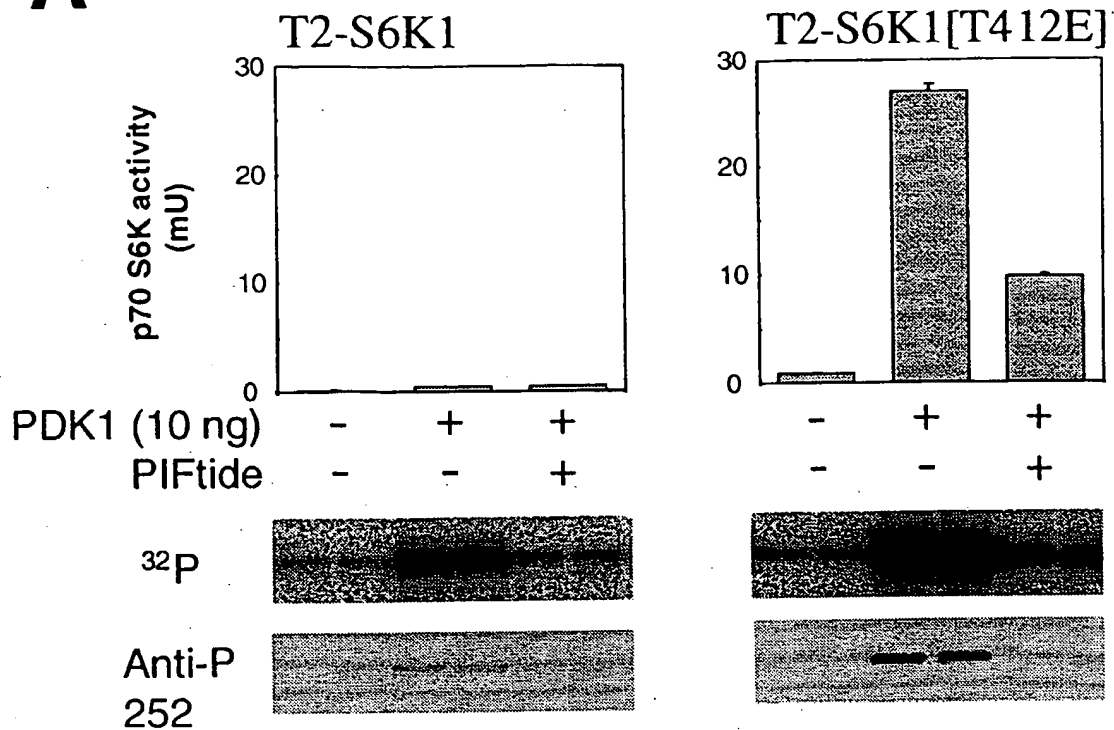 A
T2-S6K1
T2-S6K1[T412E]
p70 S6K activity
(mU)
30
20
10
0
30
20
10
0
PDK1 (10 ng) - + + - + +
PIFtide - - + - - +
32P
Anti-P
252